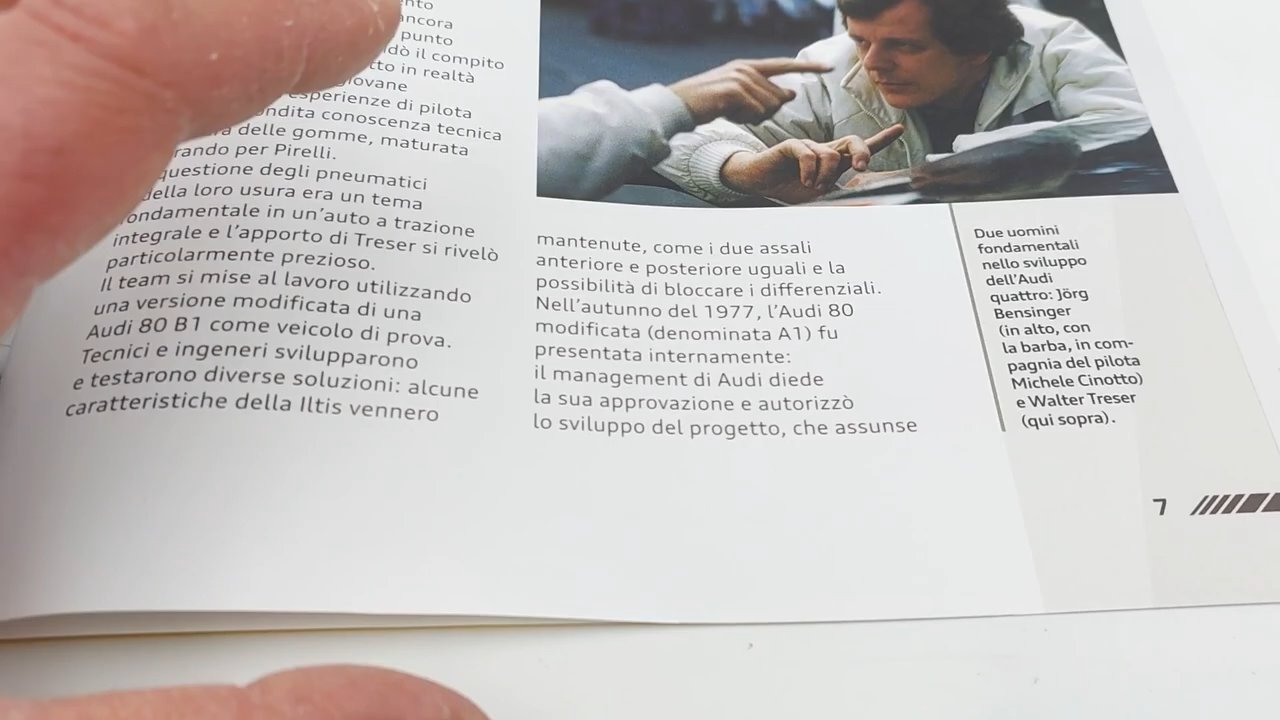 ancora
punto
il compito
in realtà
esperienze di pilota
conoscenza tecnica
delle gomme, maturata
per Pirelli.
questione degli pneumatici
della loro usura era un tema
fondamentale in un'auto a trazione
integrale e l'apporto di Treser si rivelò
particolarmente prezioso.
Il team si mise al lavoro utilizzando
una versione modificata di una
Audi 80 B1 come veicolo di prova.
Tecnici e ingegneri svilupparono
e testarono diverse soluzioni: alcune
caratteristiche della Iltis vennero
mantenute, come i due assali
anteriore e posteriore uguali e la
possibilità di bloccare i differenziali.
Nell'autunno del 1977, l'Audi 80
modificata (denominata A1) fu
presentata internamente:
il management di Audi diede
la sua approvazione e autorizzò
lo sviluppo del progetto, che assunse
Due uomini
fondamentali
nello sviluppo
dell'Audi
quattro: Jörg
Bensinger
(in alto, con
la barba, in com-
pagnia del pilota
Michele Cinotto)
e Walter Treser
(qui sopra).
7